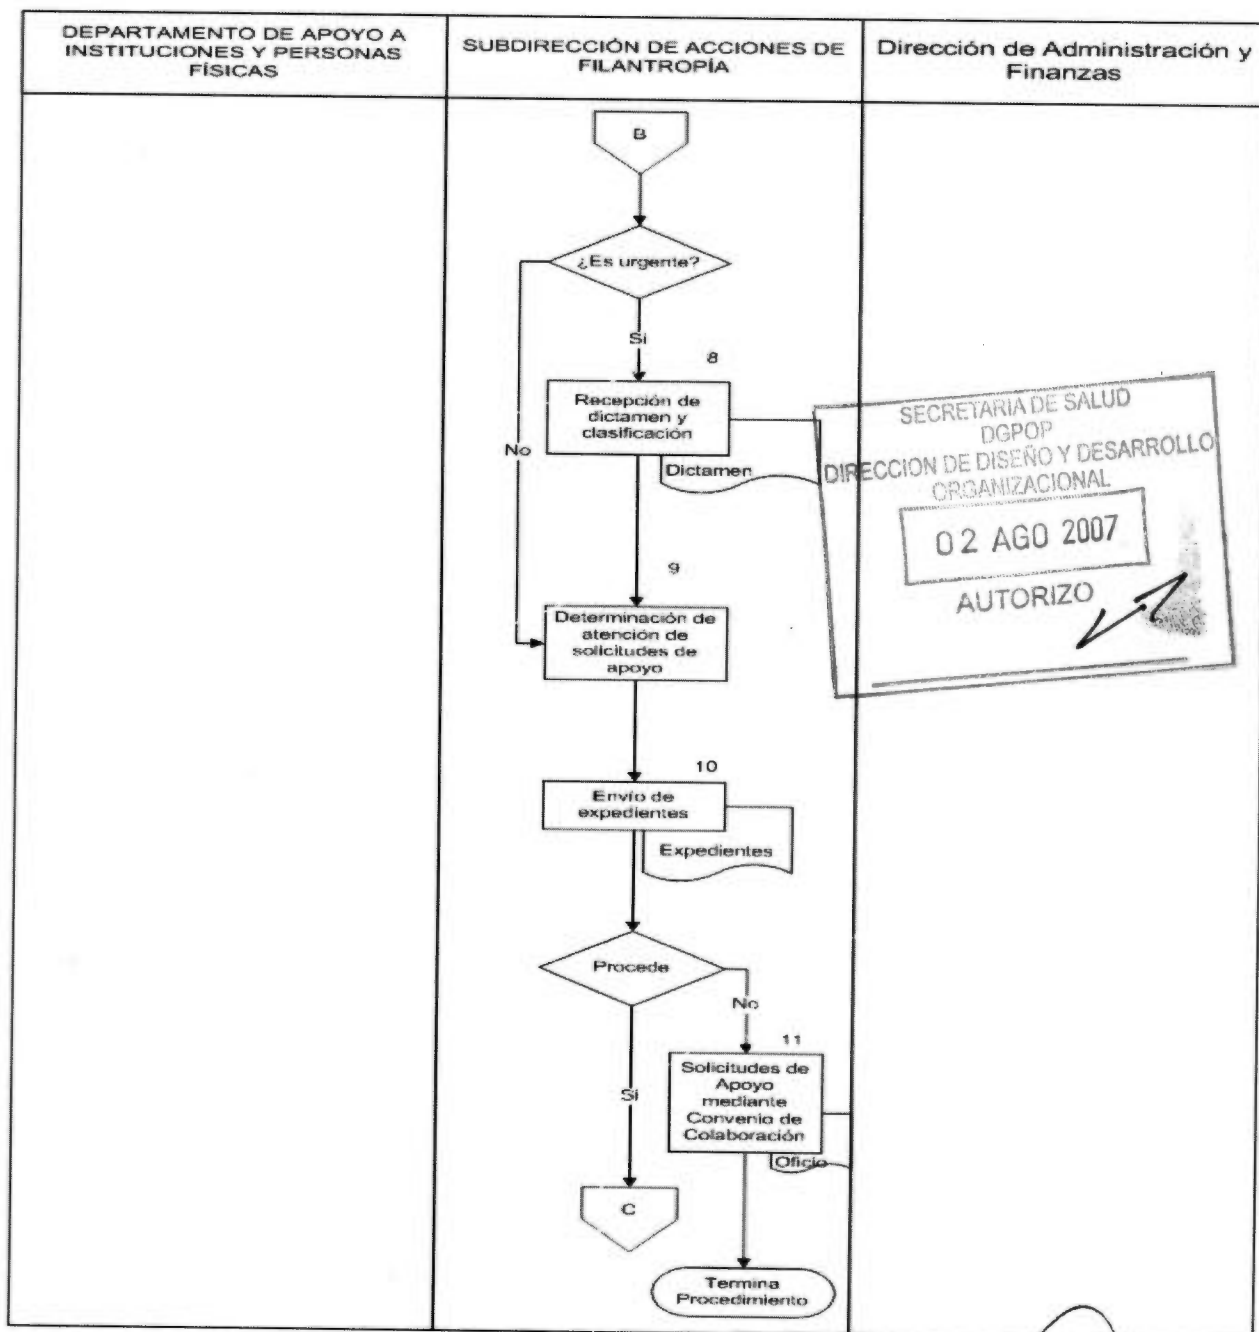 DEPARTAMENTO DE APOYO A
INSTITUCIONES Y PERSONAS
FÍSICAS
SUBDIRECCIÓN DE ACCIONES DE
FILANTROPÍA
Dirección de Administración y
Finanzas
B
¿Es urgente?
Si
No
8
Recepción de
dictamen y
clasificación
Dictamen
9
Determinación de
atención de
solicitudes de
apoyo
10
Envío de
expedientes
Expedientes
Procede
No
Si
11
Solicitudes de
Apoyo
mediante
Convenio de
Colaboración
Oficio
C
Termina
Procedimiento
SECRETARIA DE SALUD
DGPOP
DIRECCION DE DISEÑO Y DESARROLLO
ORGANIZACIONAL
02 AGO 2007
AUTORIZO